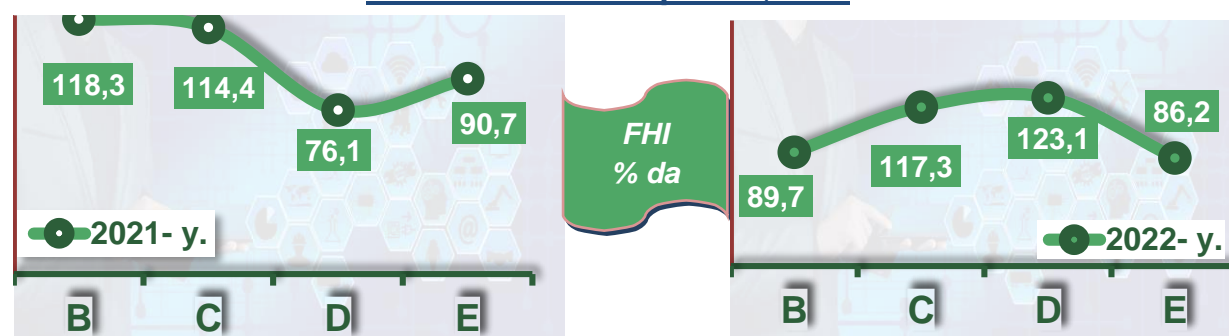 118,3
114,4
76,1
90,7
2021- y.
B C D E
FHI
% da
89,7
117,3
123,1
86,2
2022- y.
B C D E